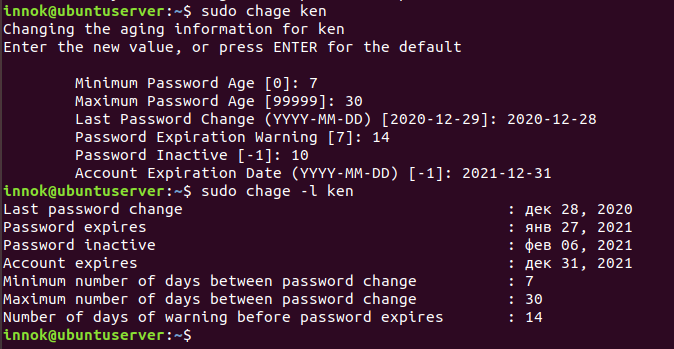 innok@ubuntuserver:~$ sudo chage ken
Changing the aging information for ken
Enter the new value, or press ENTER for the default
Minimum Password Age [0]: 7
Maximum Password Age [99999]: 30
Last Password Change (YYYY-MM-DD) [2020-12-29]: 2020-12-28
Password Expiration Warning [7]: 14
Password Inactive [-1]: 10
Account Expiration Date (YYYY-MM-DD) [-1]: 2021-12-31
innok@ubuntuserver:~$ sudo chage -l ken
Last password change : дек 28, 2020
Password expires : янв 27, 2021
Password inactive : фев 06, 2021
Account expires : дек 31, 2021
Minimum number of days between password change : 7
Maximum number of days between password change : 30
Number of days of warning before password expires : 14
innok@ubuntuserver:~$